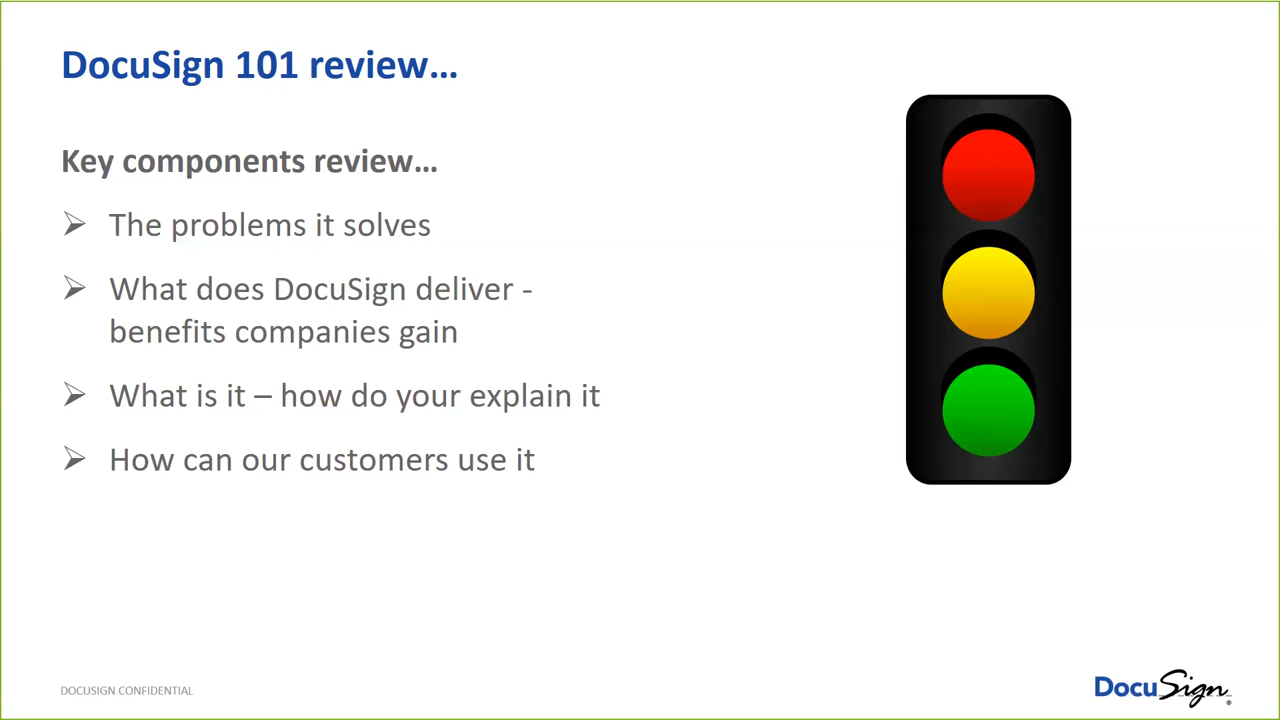 DocuSign 101 review…
Key components review…
➢ The problems it solves
➢ What does DocuSign deliver -
benefits companies gain
➢ What is it – how do your explain it
➢ How can our customers use it
DOCUSIGN CONFIDENTIAL
DocuSign®